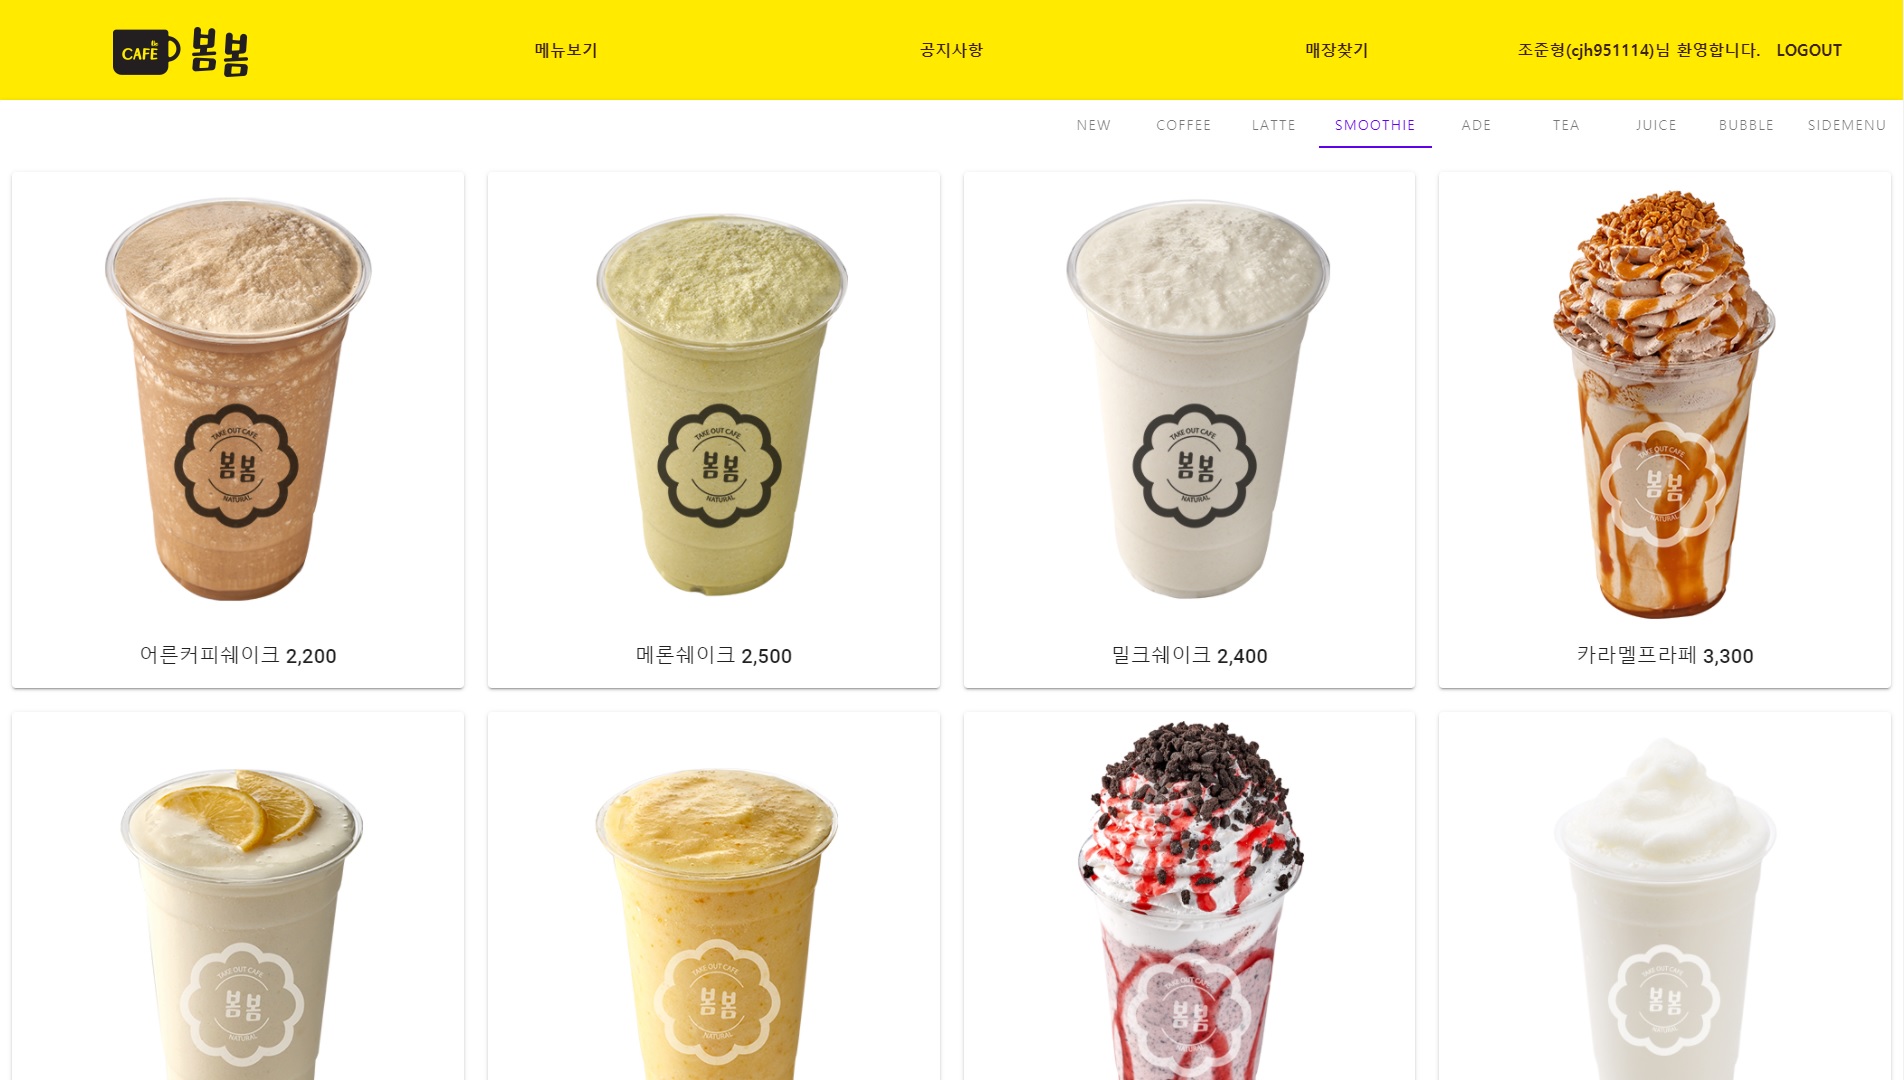 CAFÉ 봄봄
메뉴보기
공지사항
매장찾기
조준형(cjh951114)님 환영합니다. LOGOUT
NEW COFFEE LATTE SMOOTHIE ADE TEA JUICE BUBBLE SIDEMENU
TAKE OUT CAFE
봄봄
NATURAL
TAKE OUT CAFE
봄봄
NATURAL
TAKE OUT CAFE
봄봄
NATURAL
TAKE OUT CAFE
봄봄
NATURAL
어른커피쉐이크 2,200
메론쉐이크 2,500
밀크쉐이크 2,400
카라멜프라페 3,300
TAKE OUT CAFE
봄봄
NATURAL
TAKE OUT CAFE
봄봄
NATURAL
TAKE OUT CAFE
봄봄
NATURAL
TAKE OUT CAFE
봄봄
NATURAL